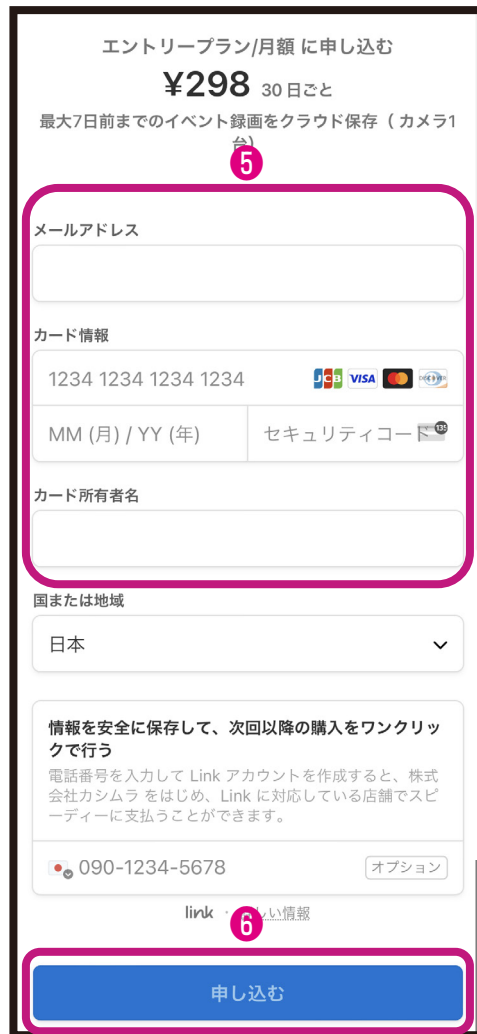 エントリープラン/月額 に申し込む
¥298 30 日ごと
最大7日前までのイベント録画をクラウド保存（ カメラ1
台）
5
メールアドレス
カード情報
1234 1234 1234 1234 JCB VISA DISCOVER
MM (月) / YY (年) セキュリティコード 135
カード所有者名
国または地域
日本
情報を安全に保存して、次回以降の購入をワンクリッ
クで行う
電話番号を入力して Link アカウントを作成すると、株式
会社カシムラ をはじめ、Link に対応している店舗でスピ
ーディーに支払うことができます。
090-1234-5678 オプション
link · しい情報
6
申し込む